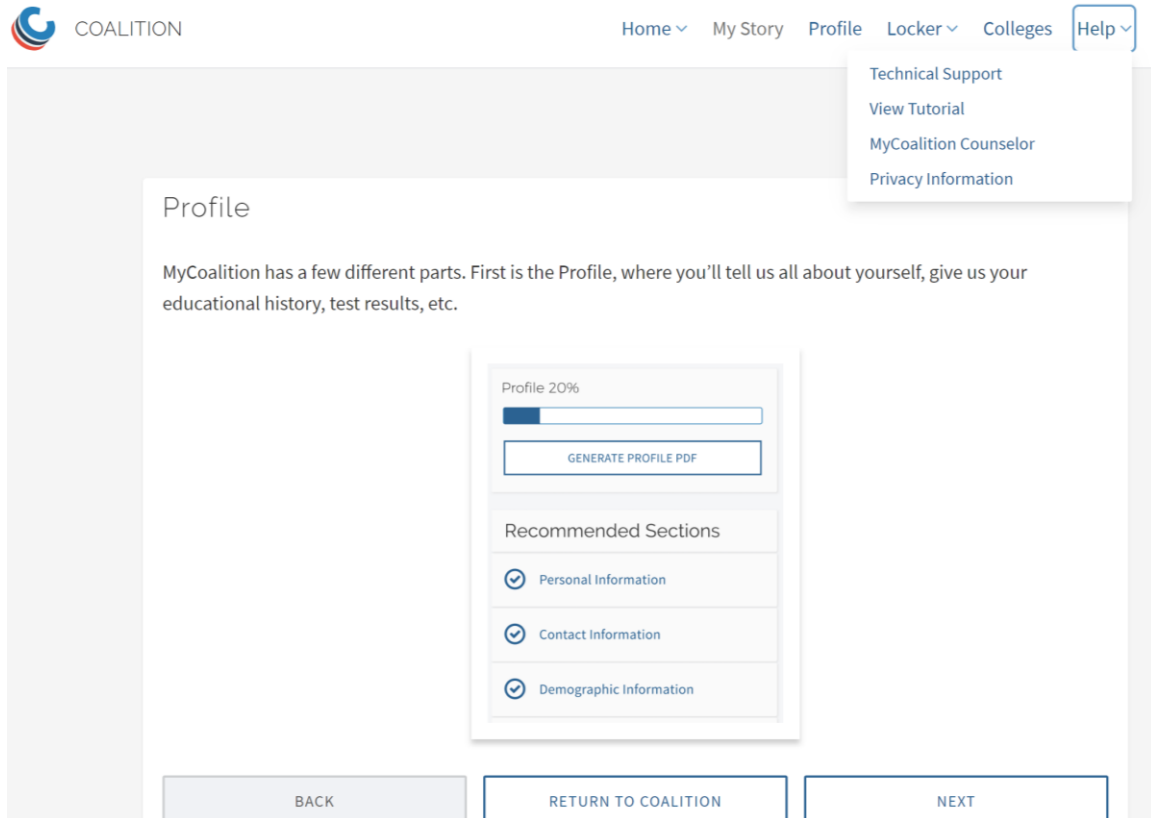 COALITION
Home My Story Profile Locker Colleges Help
Technical Support
View Tutorial
MyCoalition Counselor
Privacy Information
Profile
MyCoalition has a few different parts. First is the Profile, where you’ll tell us all about yourself, give us your
educational history, test results, etc.
Profile 20%
GENERATE PROFILE PDF
Recommended Sections
Personal Information
Contact Information
Demographic Information
BACK RETURN TO COALITION NEXT